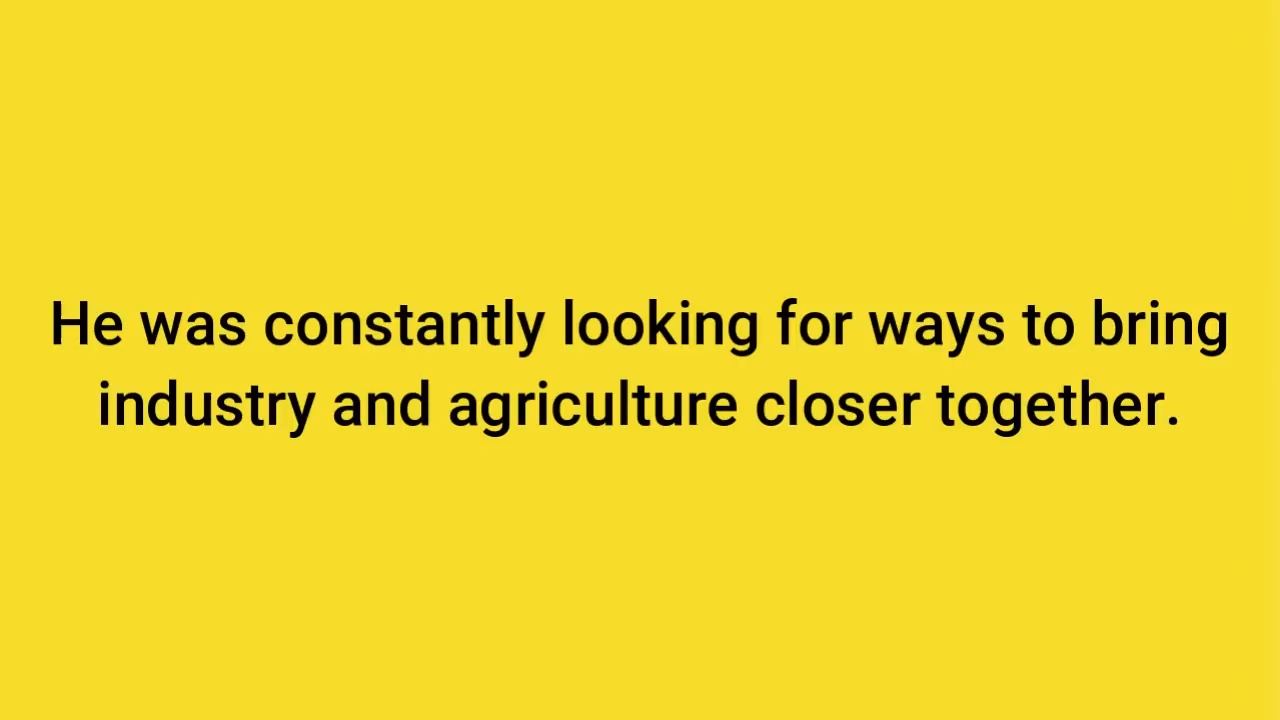 He was constantly looking for ways to bring
industry and agriculture closer together.